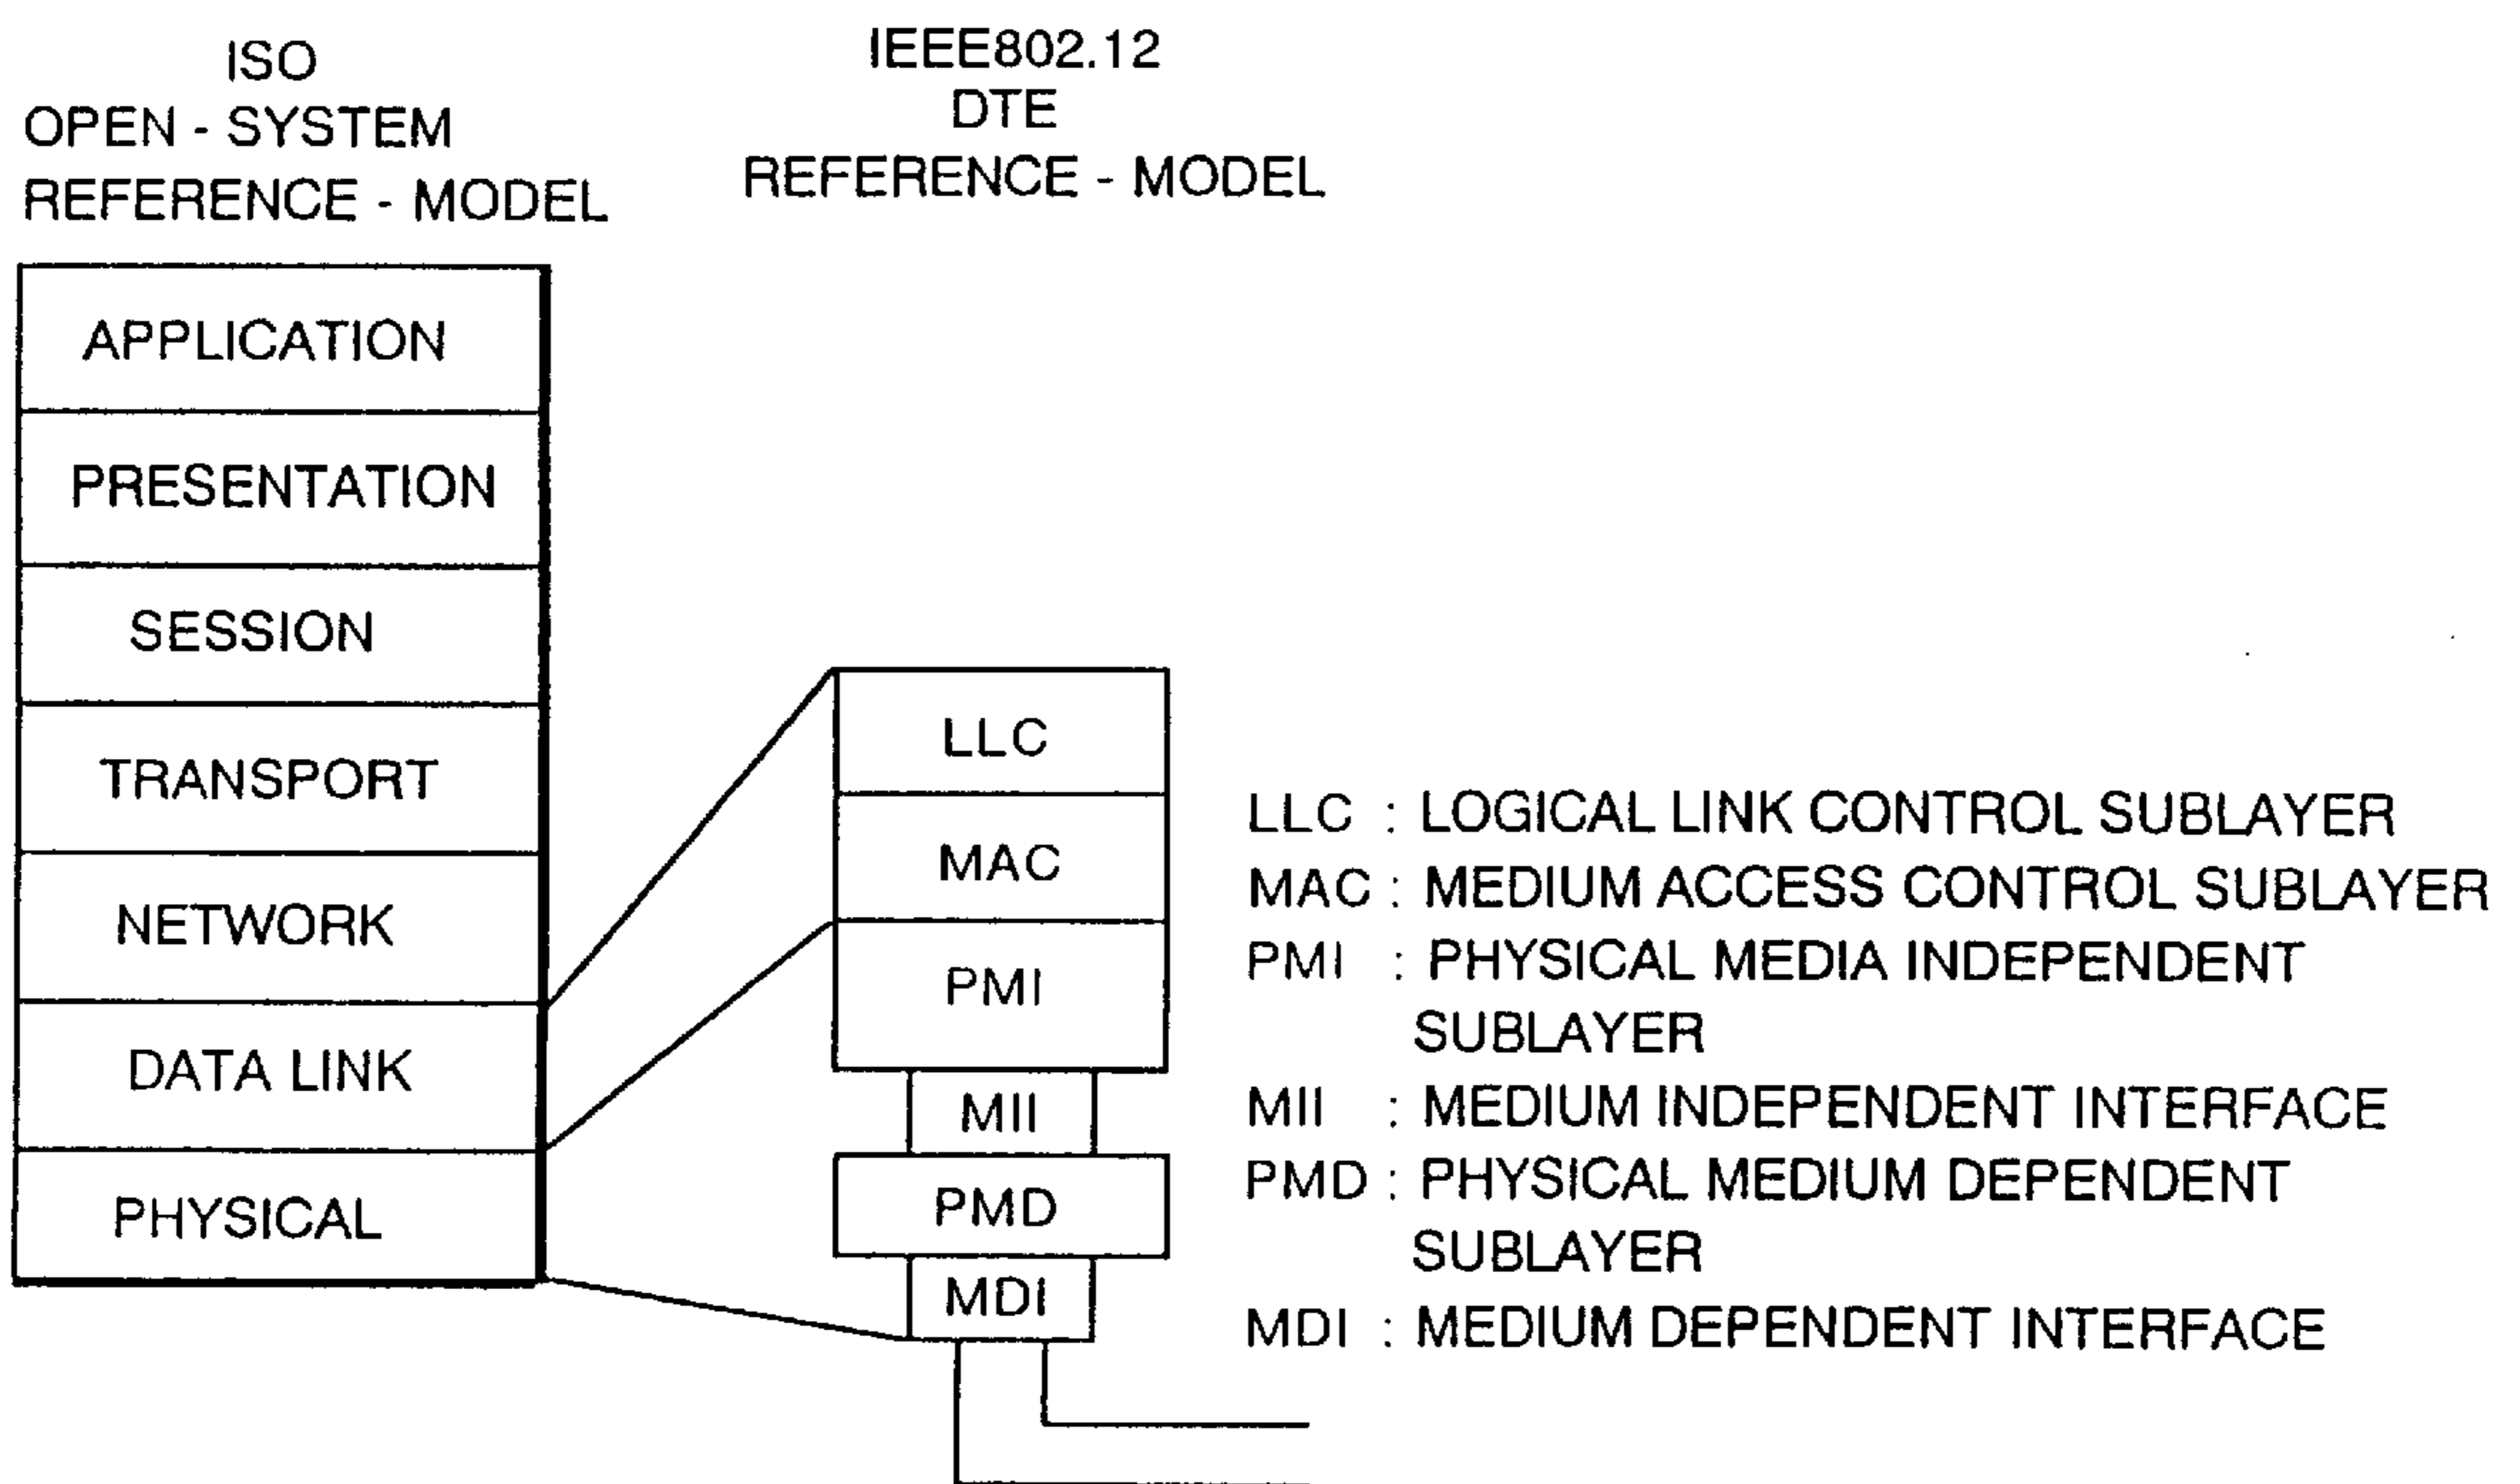 ISO
OPEN - SYSTEM
REFERENCE - MODEL
IEEE802.12
DTE
REFERENCE - MODEL
APPLICATION
PRESENTATION
SESSION
TRANSPORT
NETWORK
DATA LINK
PHYSICAL
LLC
MAC
PMI
MII
PMD
MDI
LLC : LOGICAL LINK CONTROL SUBLAYER
MAC : MEDIUM ACCESS CONTROL SUBLAYER
PMI : PHYSICAL MEDIA INDEPENDENT
SUBLAYER
MII : MEDIUM INDEPENDENT INTERFACE
PMD : PHYSICAL MEDIUM DEPENDENT
SUBLAYER
MDI : MEDIUM DEPENDENT INTERFACE